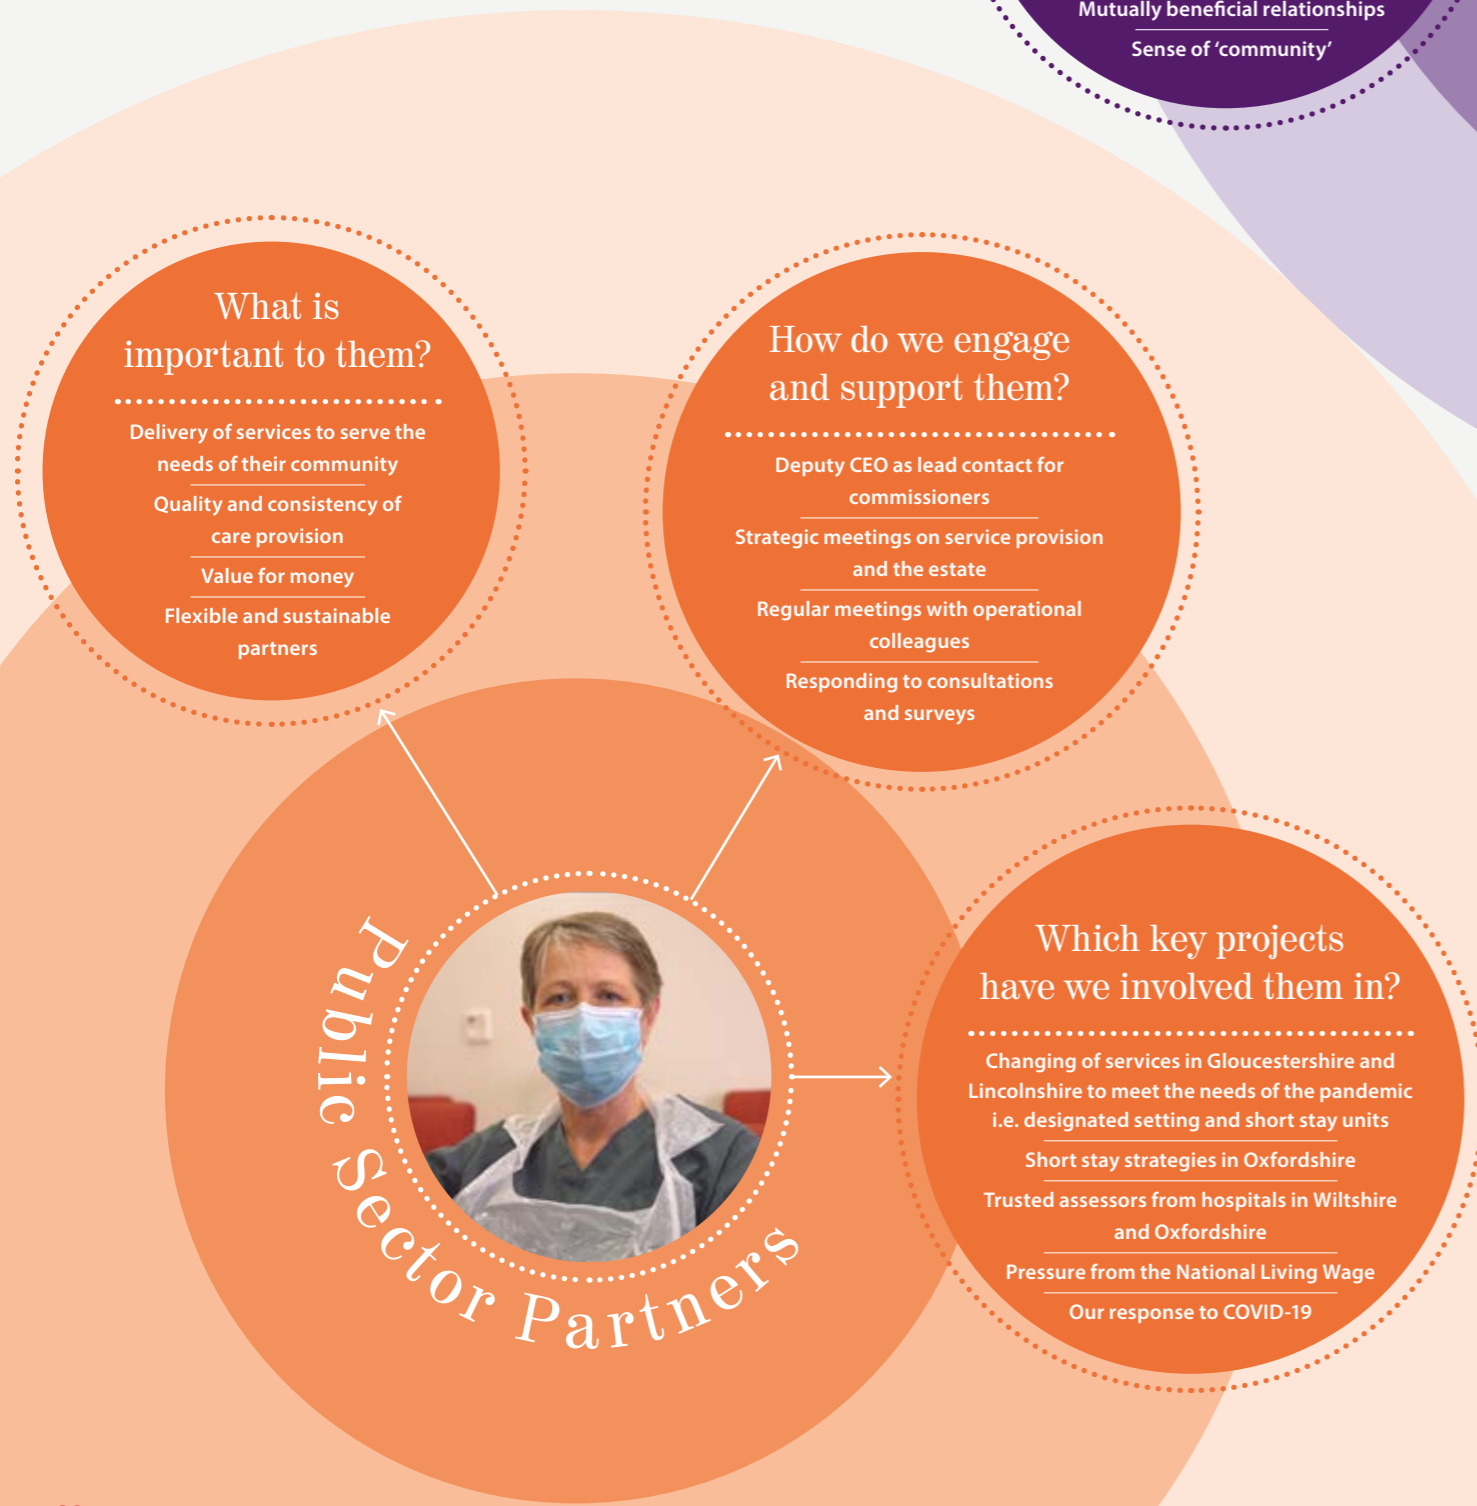 Mutually beneficial relationships
Sense of ‘community’
What is
important to them?
Delivery of services to serve the
needs of their community
Quality and consistency of
care provision
Value for money
Flexible and sustainable
partners
How do we engage
and support them?
Deputy CEO as lead contact for
commissioners
Strategic meetings on service provision
and the estate
Regular meetings with operational
colleagues
Responding to consultations
and surveys
Which key projects
have we involved them in?
Changing of services in Gloucestershire and
Lincolnshire to meet the needs of the pandemic
i.e. designated setting and short stay units
Short stay strategies in Oxfordshire
Trusted assessors from hospitals in Wiltshire
and Oxfordshire
Pressure from the National Living Wage
Our response to COVID-19
Public Sector Partners